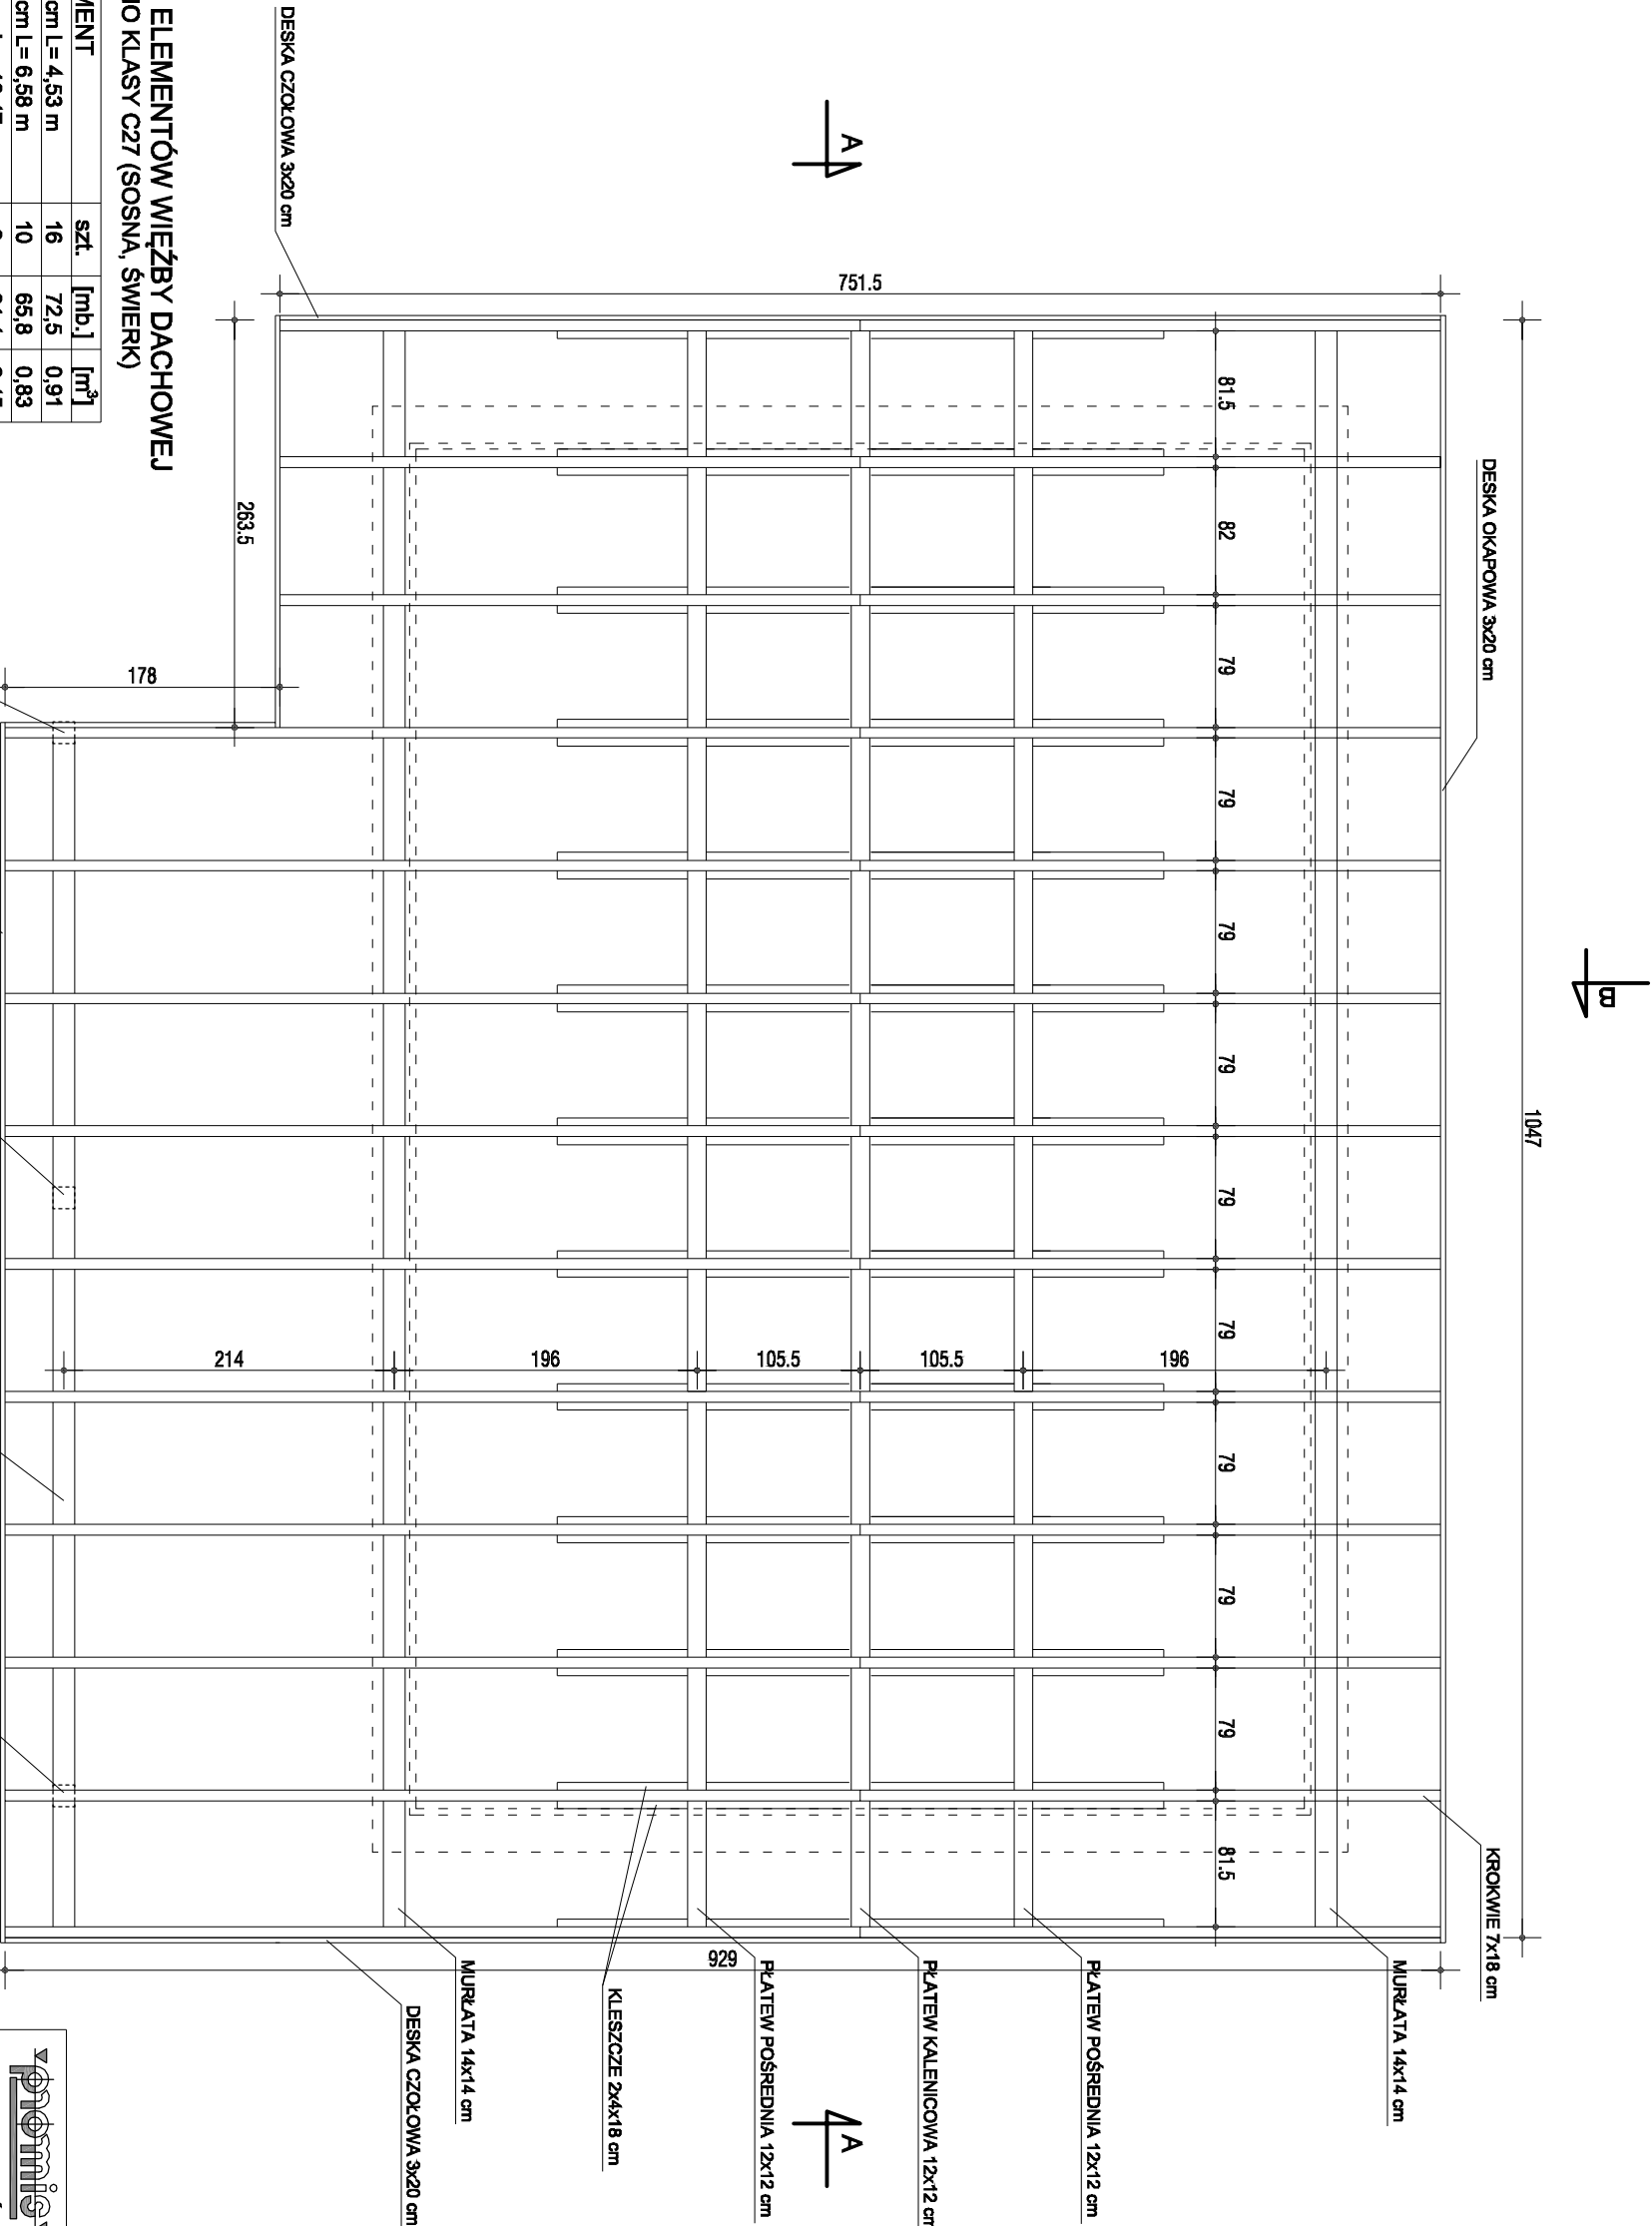 ELEMENTÓW WIĘŹBY DACHOWEJ
KLASY C27 (SOSNA, ŚWIERK)
szt. [mb.] [m³]
cm L= 4,53 m 16 72,5 0,91
cm L= 6,58 m 10 65,8 0,83
DESKA CZOŁOWA 3x20 cm
A
751.5
263.5
178
DESKA OKAPOWA 3x20 cm
1047
B
81.5
82
79
79
79
79
79
79
79
79
79
81.5
214
196
105.5
105.5
196
929
KROKWIE 7x18 cm
MURŁATA 14x14 cm
PŁATEW POŚREDNIA 12x12 cm
PŁATEW KALENICOWA 12x12 cm
A
PŁATEW POŚREDNIA 12x12 cm
KLESZCZE 2x4x18 cm
MURŁATA 14x14 cm
DESKA CZOŁOWA 3x20 cm